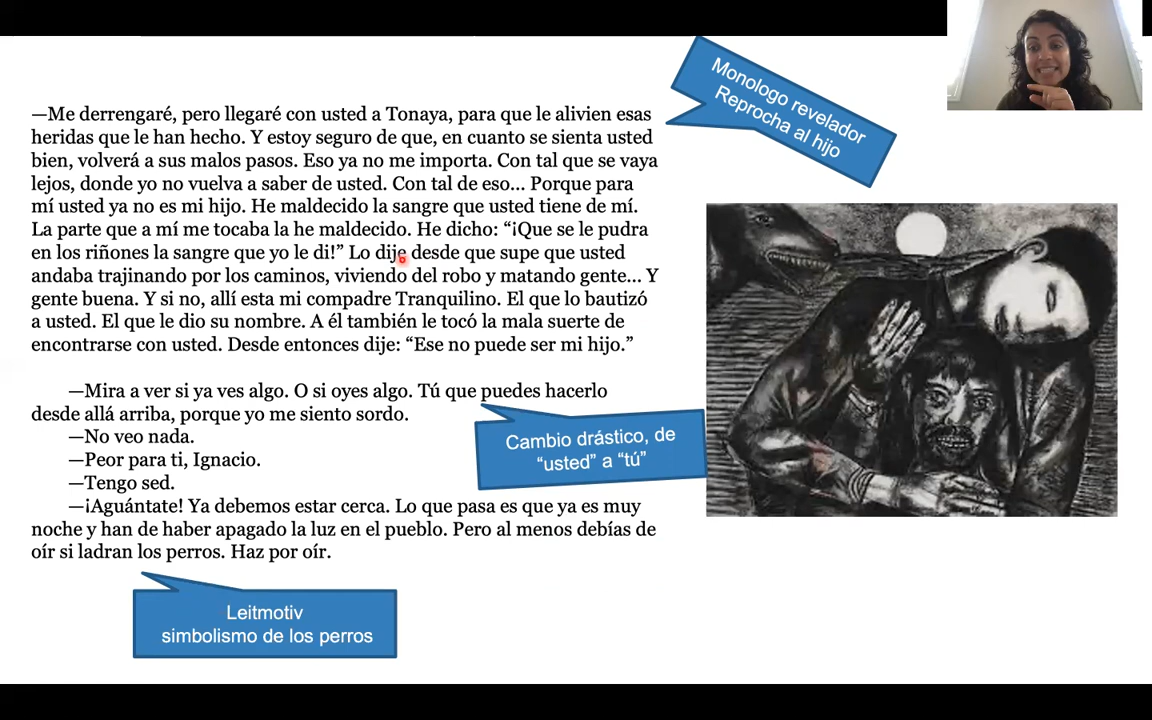 —Me derrengaré, pero llegaré con usted a Tonaya, para que le alivien esas
heridas que le han hecho. Y estoy seguro de que, en cuanto se sienta usted
bien, volverá a sus malos pasos. Eso ya no me importa. Con tal que se vaya
lejos, donde yo no vuelva a saber de usted. Con tal de eso... Porque para
mí usted ya no es mi hijo. He maldecido la sangre que usted tiene de mí.
La parte que a mí me tocaba la he maldecido. He dicho: “¡Que se le pudra
en los riñones la sangre que yo le di!” Lo dije desde que supe que usted
andaba trajinando por los caminos, viviendo del robo y matando gente... Y
gente buena. Y si no, allí esta mi compadre Tranquilino. El que lo bautizó
a usted. El que le dio su nombre. A él también le tocó la mala suerte de
encontrarse con usted. Desde entonces dije: “Ese no puede ser mi hijo.”
—Mira a ver si ya ves algo. O si oyes algo. Tú que puedes hacerlo
desde allá arriba, porque yo me siento sordo.
—No veo nada.
—Peor para ti, Ignacio.
—Tengo sed.
—¡Aguántate! Ya debemos estar cerca. Lo que pasa es que ya es muy
noche y han de haber apagado la luz en el pueblo. Pero al menos debías de
oír si ladran los perros. Haz por oír.
Monologo revelador
Reprocha al hijo
Cambio drástico, de
“usted” a “tú”
Leitmotiv
simbolismo de los perros